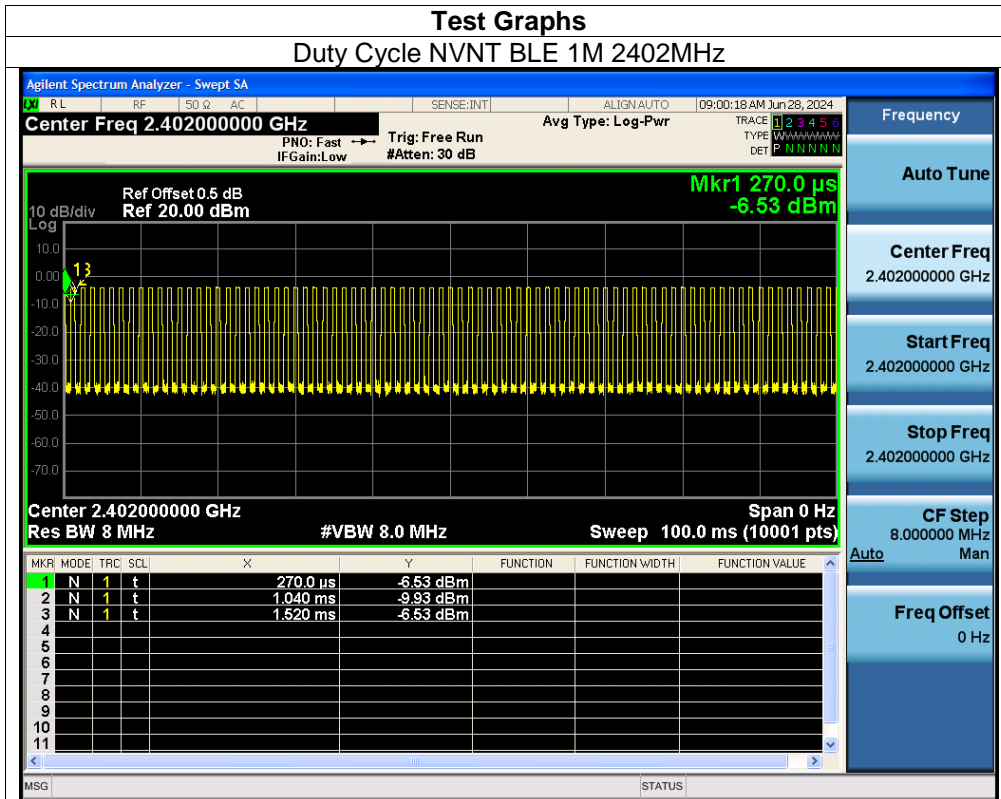 Test Graphs
Duty Cycle NVNT BLE 1M 2402MHz
Agilent Spectrum Analyzer - Swept SA
LXI RL RF 50 Ω AC SENSE:INT ALIGN AUTO 09:00:18 AM Jun 28, 2024
Center Freq 2.402000000 GHz Avg Type: Log-Pwr TRACE 1 2 3 4 5 6
PNO: Fast Trig: Free Run TYPE WWWWWW
IFGain:Low #Atten: 30 dB DET P N N N N N
Mkr1 270.0 µs
Ref Offset 0.5 dB
10 dB/div Ref 20.00 dBm -6.53 dBm
Log
10.0
0.00
-10.0
-20.0
-30.0
-40.0
-50.0
-60.0
-70.0
1 3
Center 2.402000000 GHz Span 0 Hz
Res BW 8 MHz #VBW 8.0 MHz Sweep 100.0 ms (10001 pts)
MKR MODE TRC SCL X Y FUNCTION FUNCTION WIDTH FUNCTION VALUE
1 N 1 t 270.0 µs -6.53 dBm
2 N 1 t 1.040 ms -9.93 dBm
3 N 1 t 1.520 ms -6.53 dBm
4
5
6
7
8
9
10
11
MSG STATUS
Frequency
Auto Tune
Center Freq
2.402000000 GHz
Start Freq
2.402000000 GHz
Stop Freq
2.402000000 GHz
CF Step
8.000000 MHz
Auto Man
Freq Offset
0 Hz